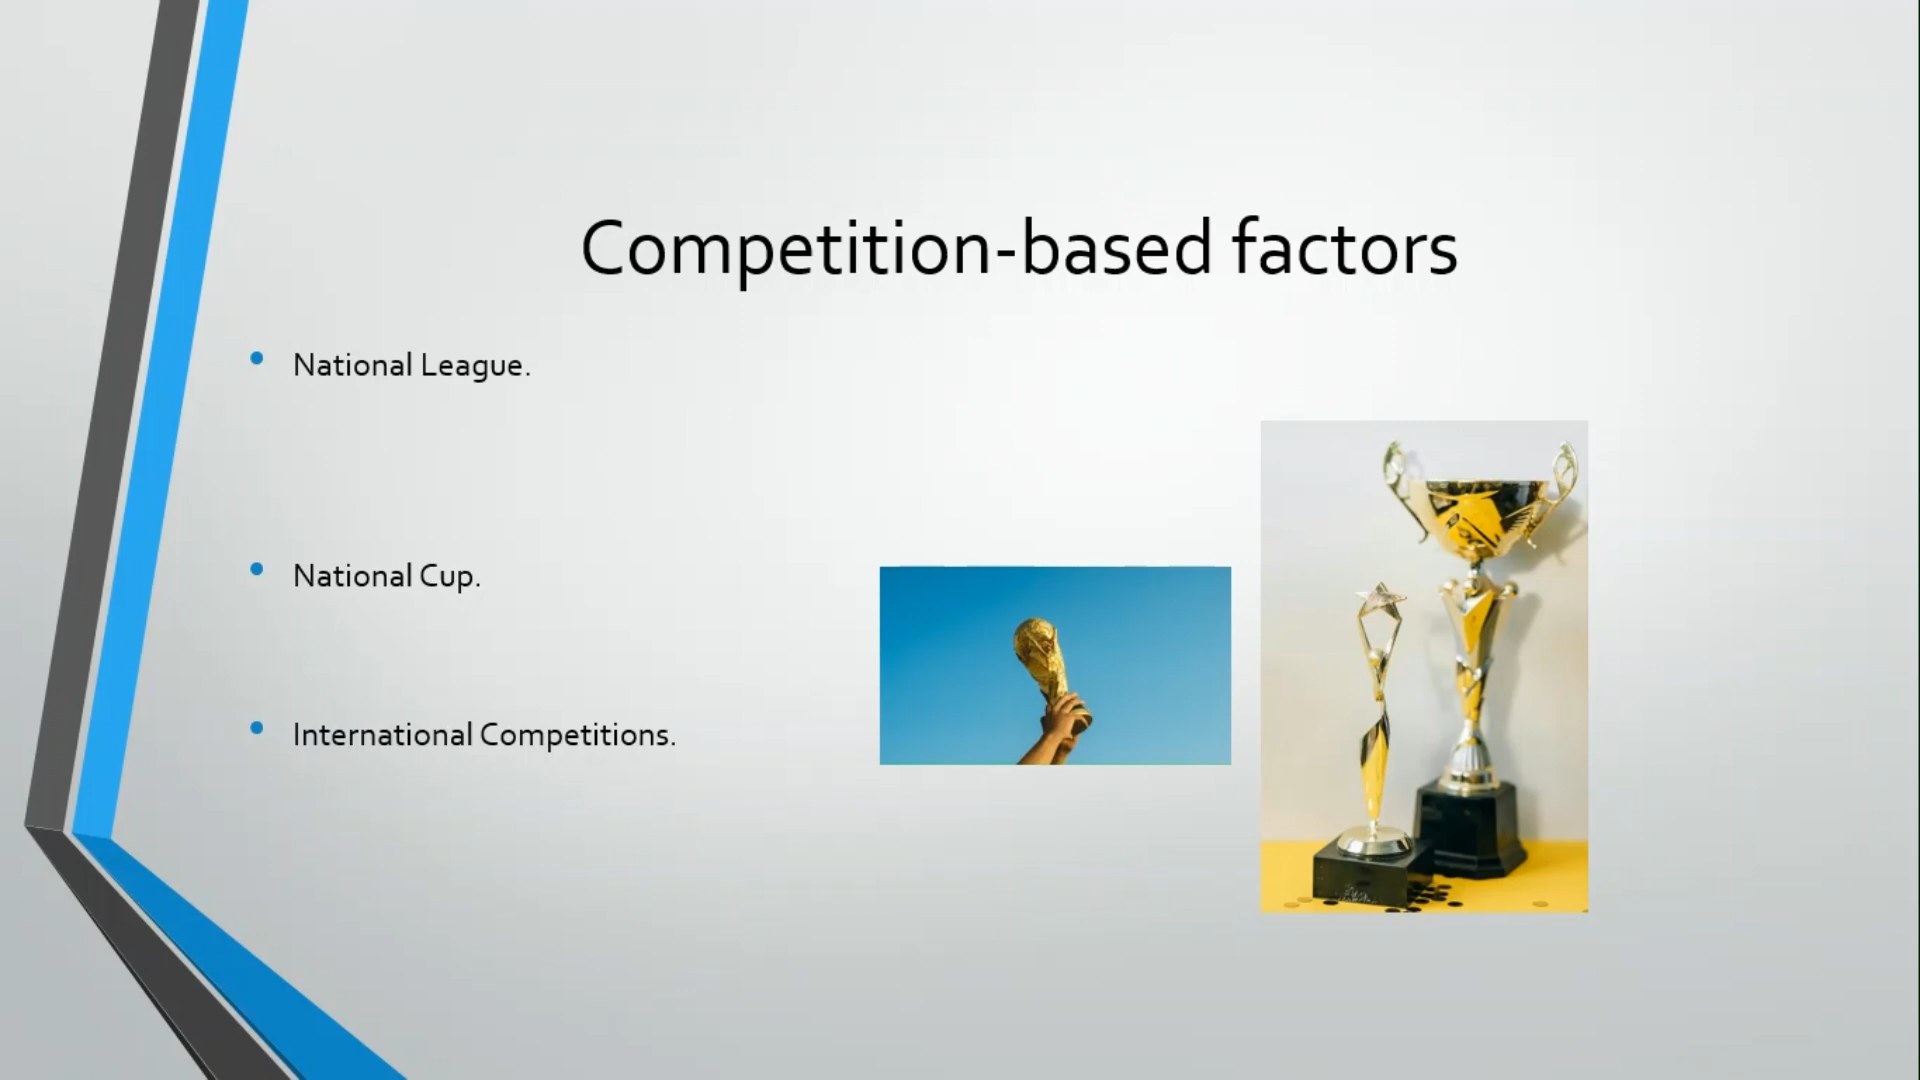 Competition-based factors
National League.
National Cup.
International Competitions.